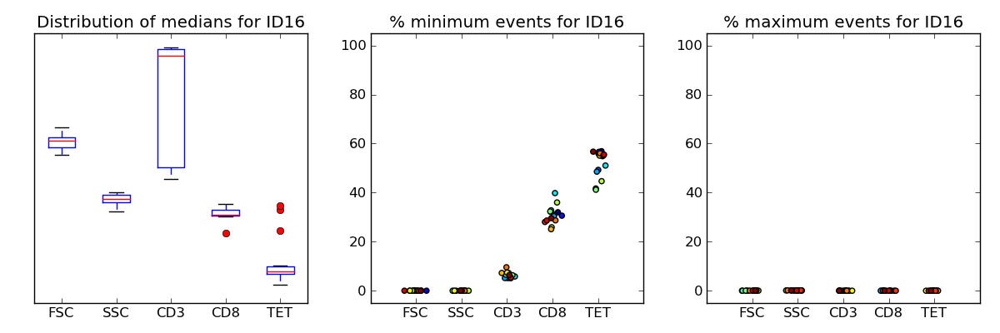 Distribution of medians for ID16
FSC SSC CD3 CD8 TET
% minimum events for ID16
100
80
60
40
20
0
FSC SSC CD3 CD8 TET
% maximum events for ID16
100
80
60
40
20
0
FSC SSC CD3 CD8 TET